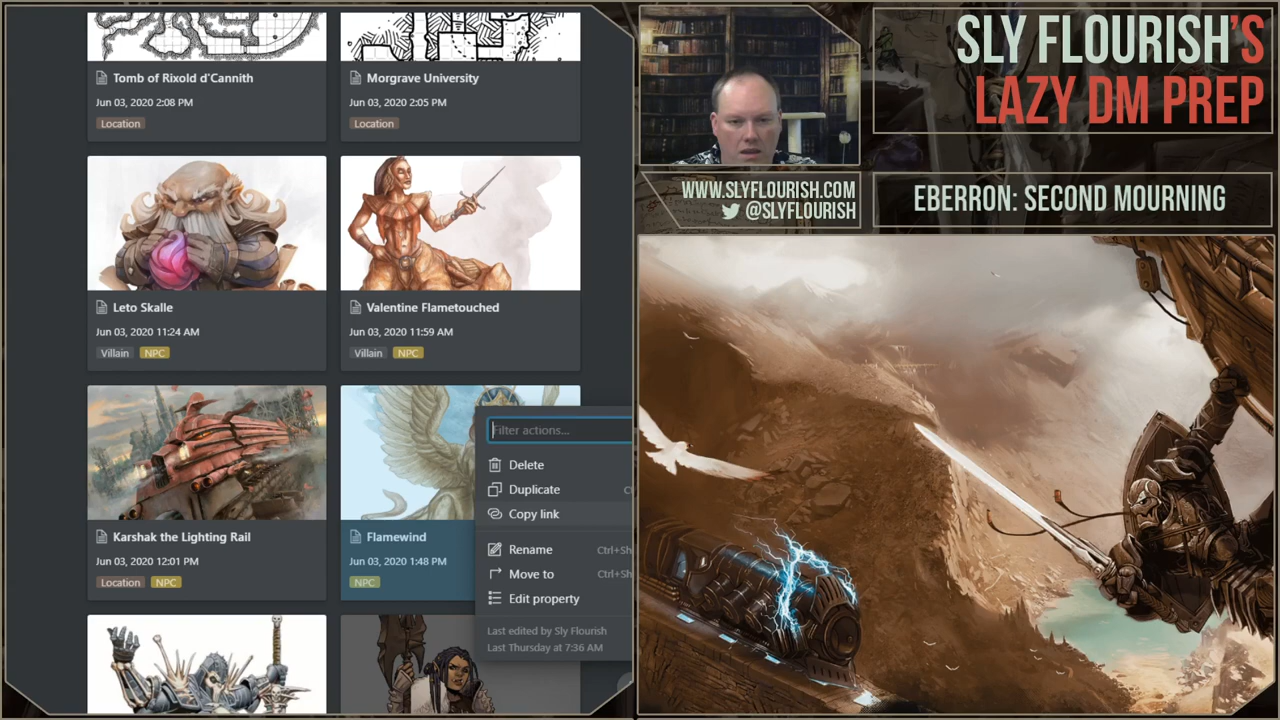 Tomb of Rixold d'Cannith
Jun 03, 2020 2:08 PM
Location
Morgrave University
Jun 03, 2020 2:05 PM
Location
Leto Skalle
Jun 03, 2020 11:24 AM
Villain NPC
Valentine Flametouched
Jun 03, 2020 11:59 AM
Villain NPC
Karshak the Lighting Rail
Jun 03, 2020 12:01 PM
Location NPC
Flamewind
Jun 03, 2020 1:48 PM
NPC
Filter actions...
Delete
Duplicate
Copy link
Rename Ctrl+Sh
Move to Ctrl+Sh
Edit property
Last edited by Sly Flourish
Last Thursday at 7:36 AM
SLY FLOURISH'S
LAZY DM PREP
WWW.SLYFLOURISH.COM
@SLYFLOURISH
EBERRON: SECOND MOURNING